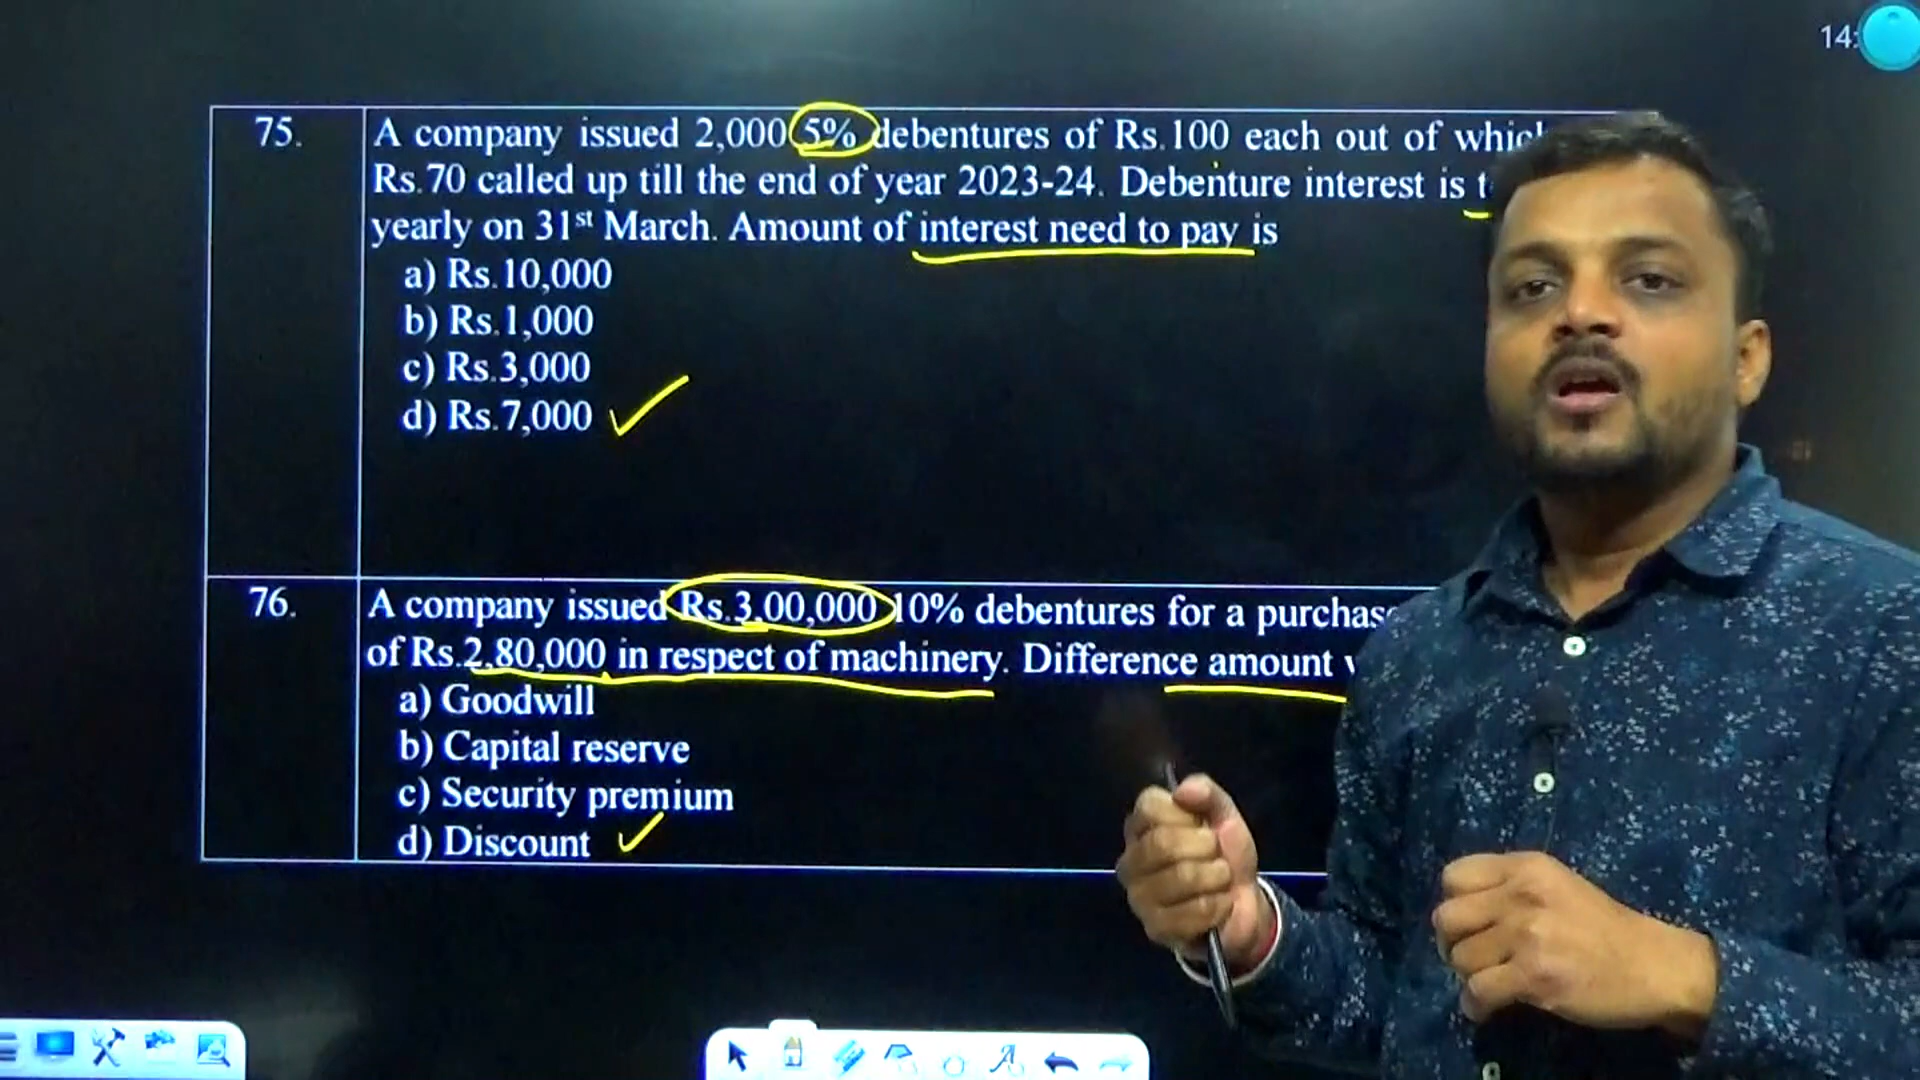 14:
75.
A company issued 2,000 5% debentures of Rs.100 each out of which
Rs.70 called up till the end of year 2023-24. Debenture interest is
yearly on 31st March. Amount of interest need to pay is
a) Rs.10,000
b) Rs.1,000
c) Rs.3,000
d) Rs.7,000
76.
A company issued Rs.3,00,000 10% debentures for a
of Rs.2,80,000 in respect of machinery. Difference amount
a) Goodwill
b) Capital reserve
c) Security premium
d) Discount